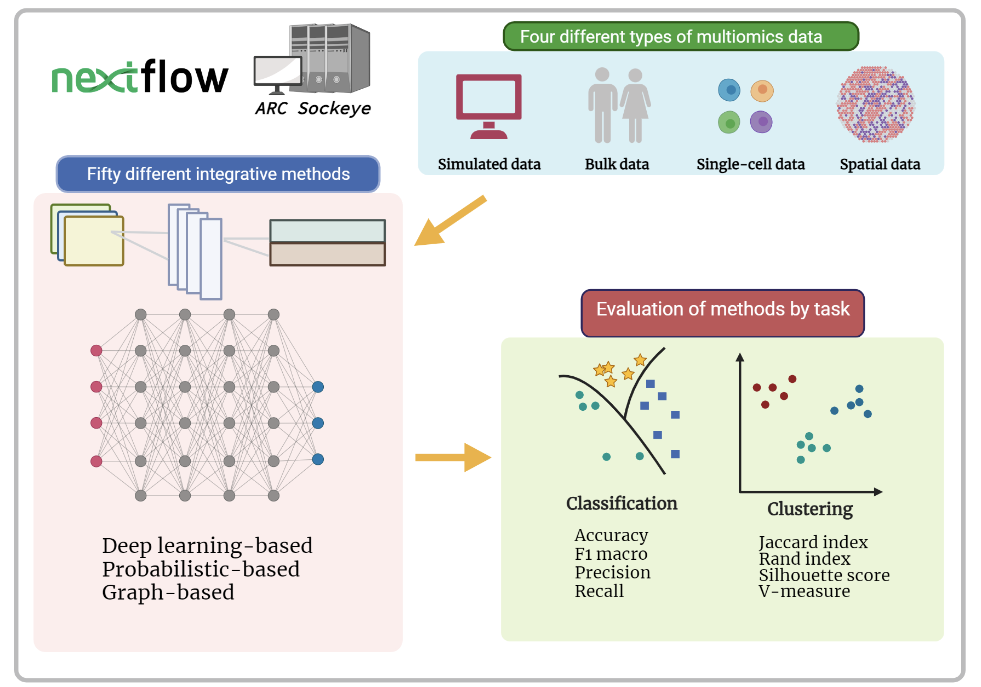 nextflow
ARC Sockeye
Four different types of multiomics data
Simulated data
Bulk data
Single-cell data
Spatial data
Fifty different integrative methods
Deep learning-based
Probabilistic-based
Graph-based
Evaluation of methods by task
Classification
Accuracy
F1 macro
Precision
Recall
Clustering
Jaccard index
Rand index
Silhouette score
V-measure